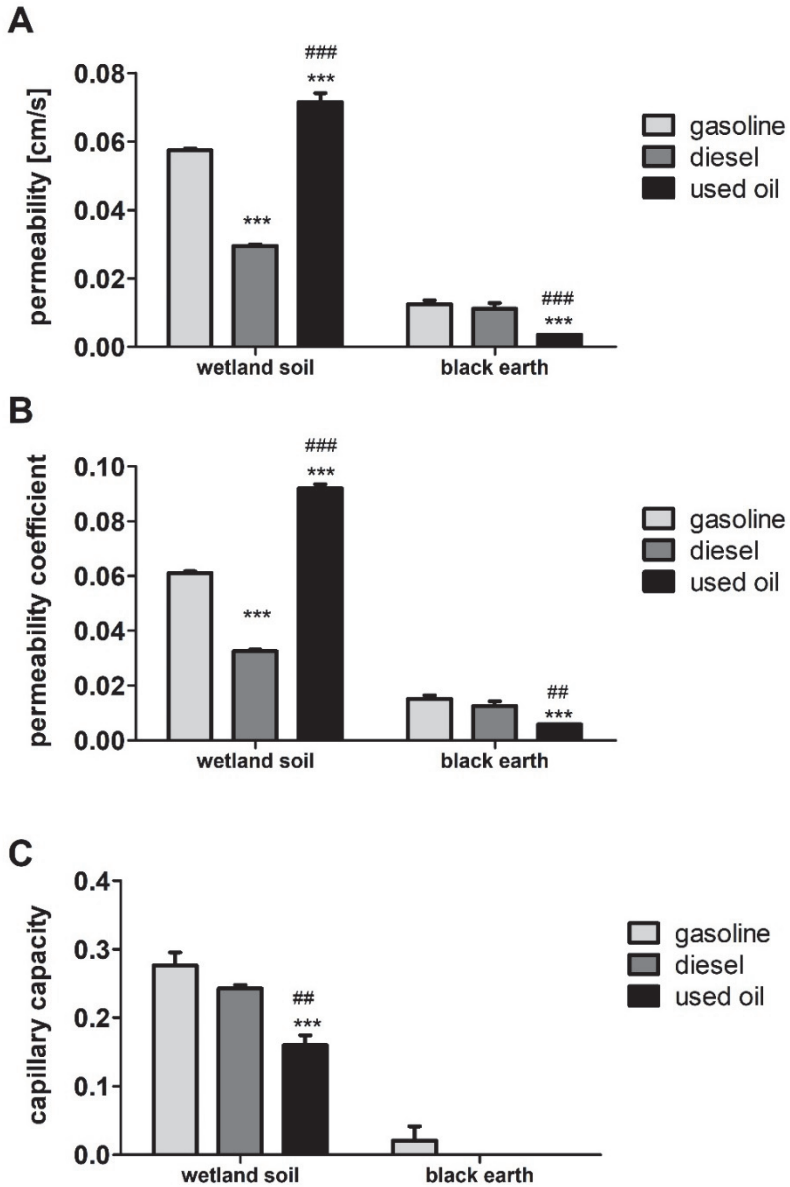 A
permeability [cm/s]
0.08
0.06
0.04
0.02
0.00
###
***
***
###
***
wetland soil
black earth
gasoline
diesel
used oil
B
permeability coefficient
0.10
0.08
0.06
0.04
0.02
0.00
###
***
***
##
***
wetland soil
black earth
gasoline
diesel
used oil
C
capillary capacity
0.4
0.3
0.2
0.1
0.0
##
***
wetland soil
black earth
gasoline
diesel
used oil